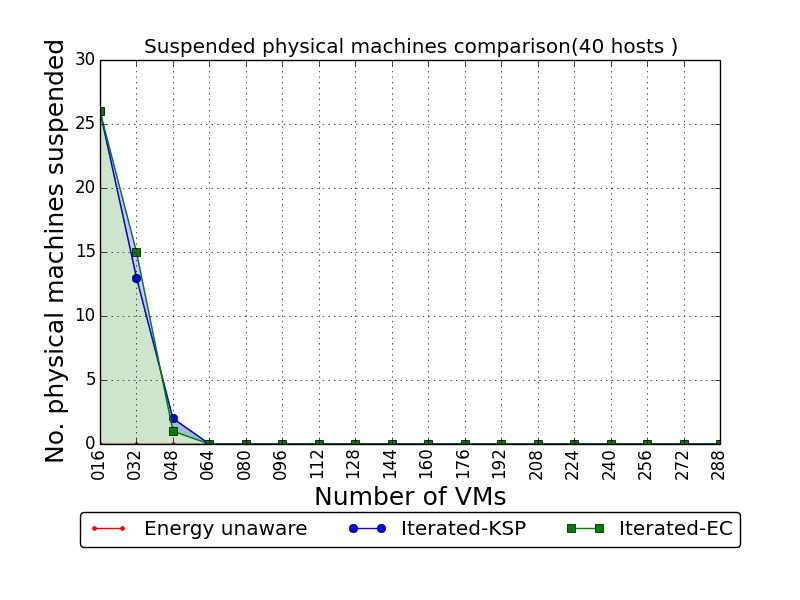 Suspended physical machines comparison(40 hosts )
No. physical machines suspended
30
25
20
15
10
5
0
016 032 048 064 080 096 112 128 144 160 176 192 208 224 240 256 272 288
Number of VMs
Energy unaware Iterated-KSP Iterated-EC